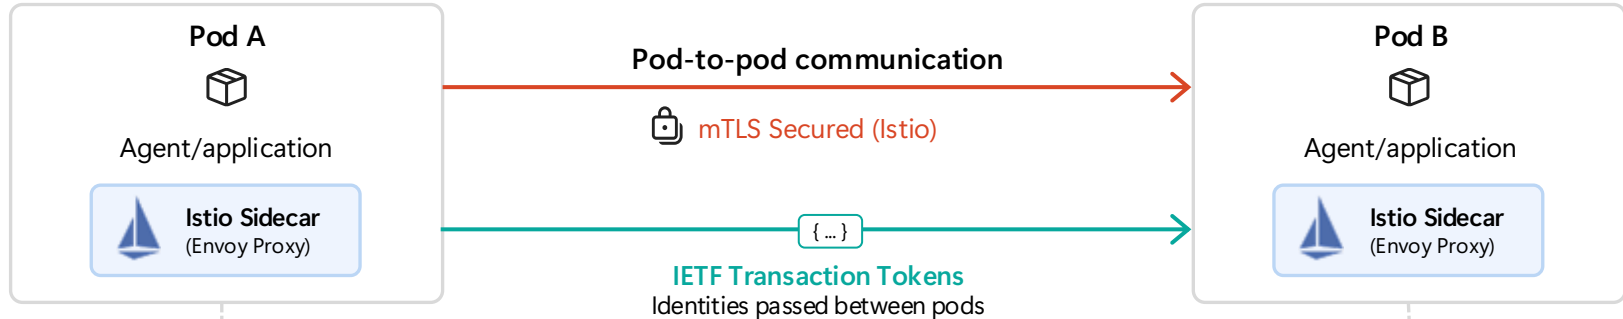 Pod A
Agent/application
Istio Sidecar
(Envoy Proxy)
Pod-to-pod communication
mTLS Secured (Istio)
{ ... }
IETF Transaction Tokens
Identities passed between pods
Pod B
Agent/application
Istio Sidecar
(Envoy Proxy)